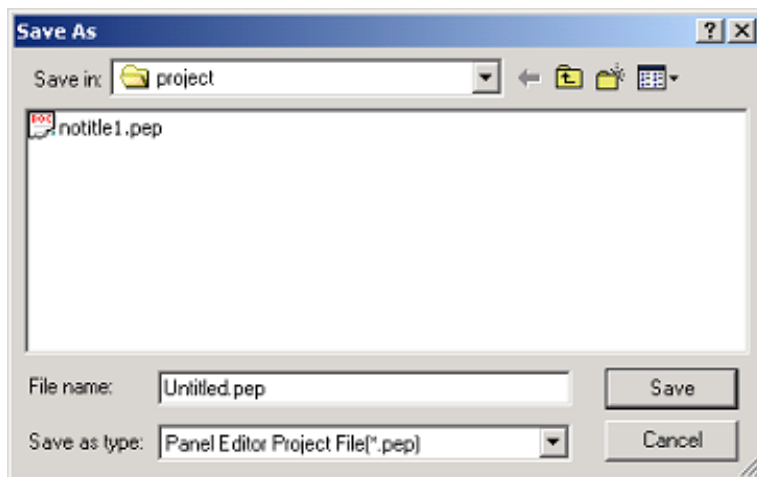 Save As
Save in: project
notitle1.pep
File name: Untitled.pep Save
Save as type: Panel Editor Project File(*.pep) Cancel